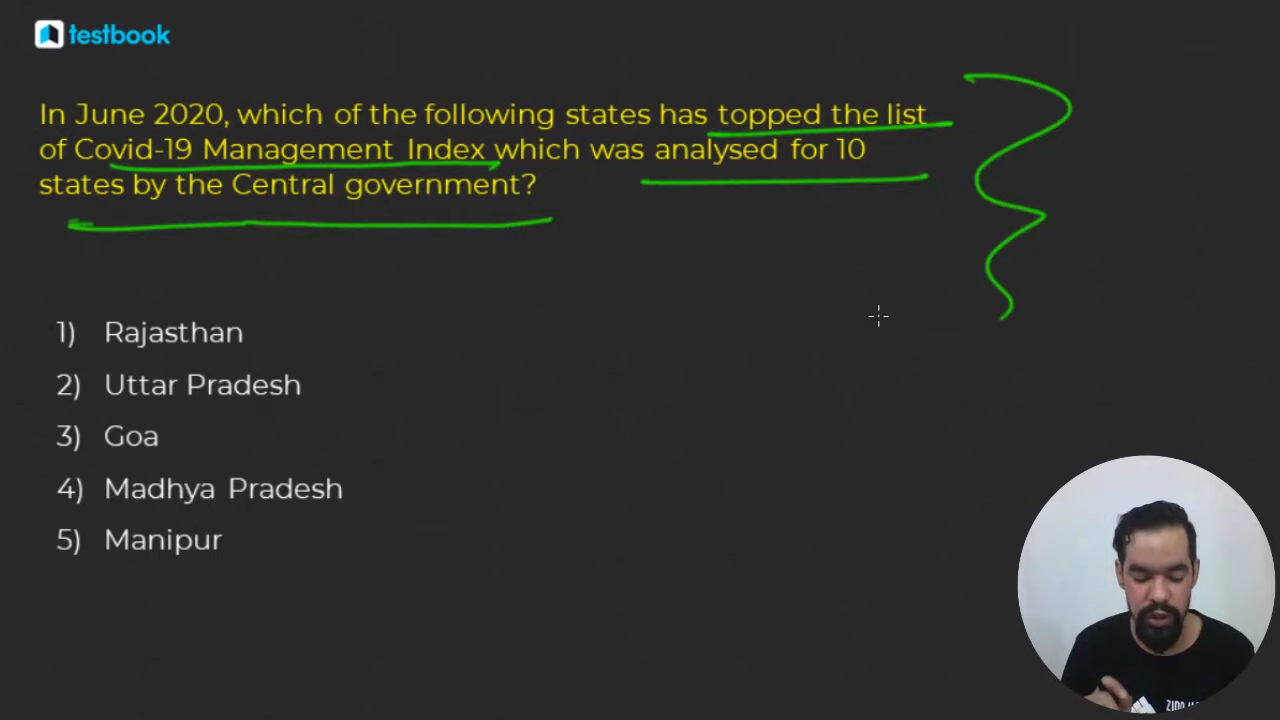 testbook
In June 2020, which of the following states has topped the list
of Covid-19 Management Index which was analysed for 10
states by the Central government?
1) Rajasthan
2) Uttar Pradesh
3) Goa
4) Madhya Pradesh
5) Manipur